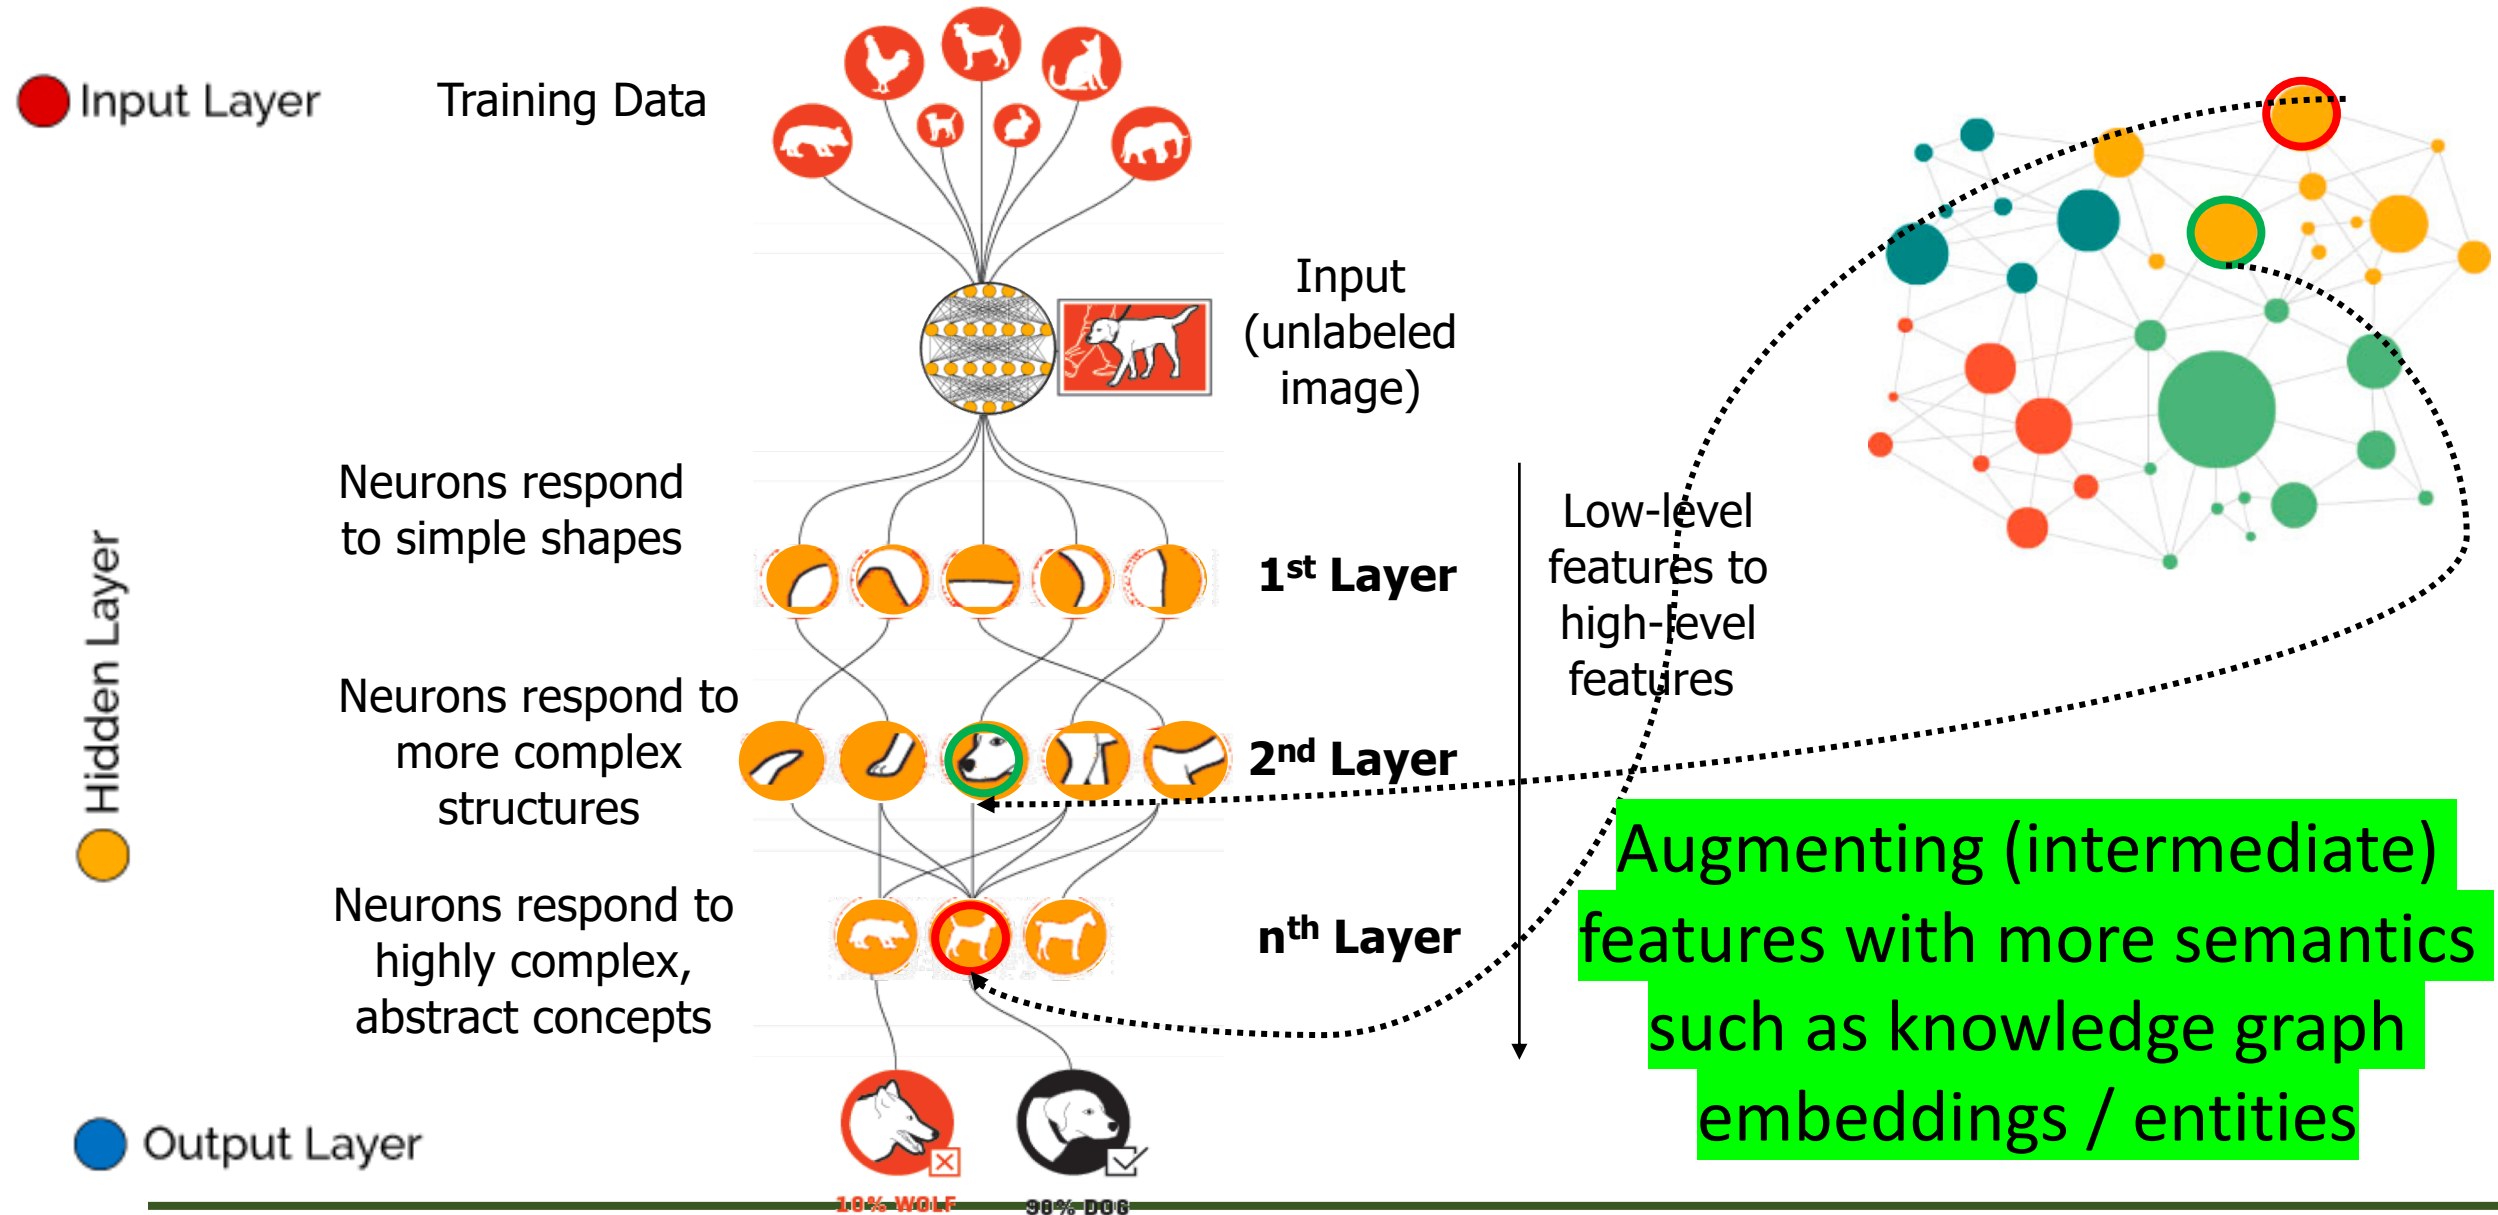 Input Layer
Training Data
Input
(unlabeled
image)
Neurons respond
to simple shapes
1st Layer
Low-level
features to
high-level
features
Hidden Layer
Neurons respond to
more complex
structures
2nd Layer
Neurons respond to
highly complex,
abstract concepts
nth Layer
Augmenting (intermediate)
features with more semantics
such as knowledge graph
embeddings / entities
Output Layer
10% WOLF
90% DOG